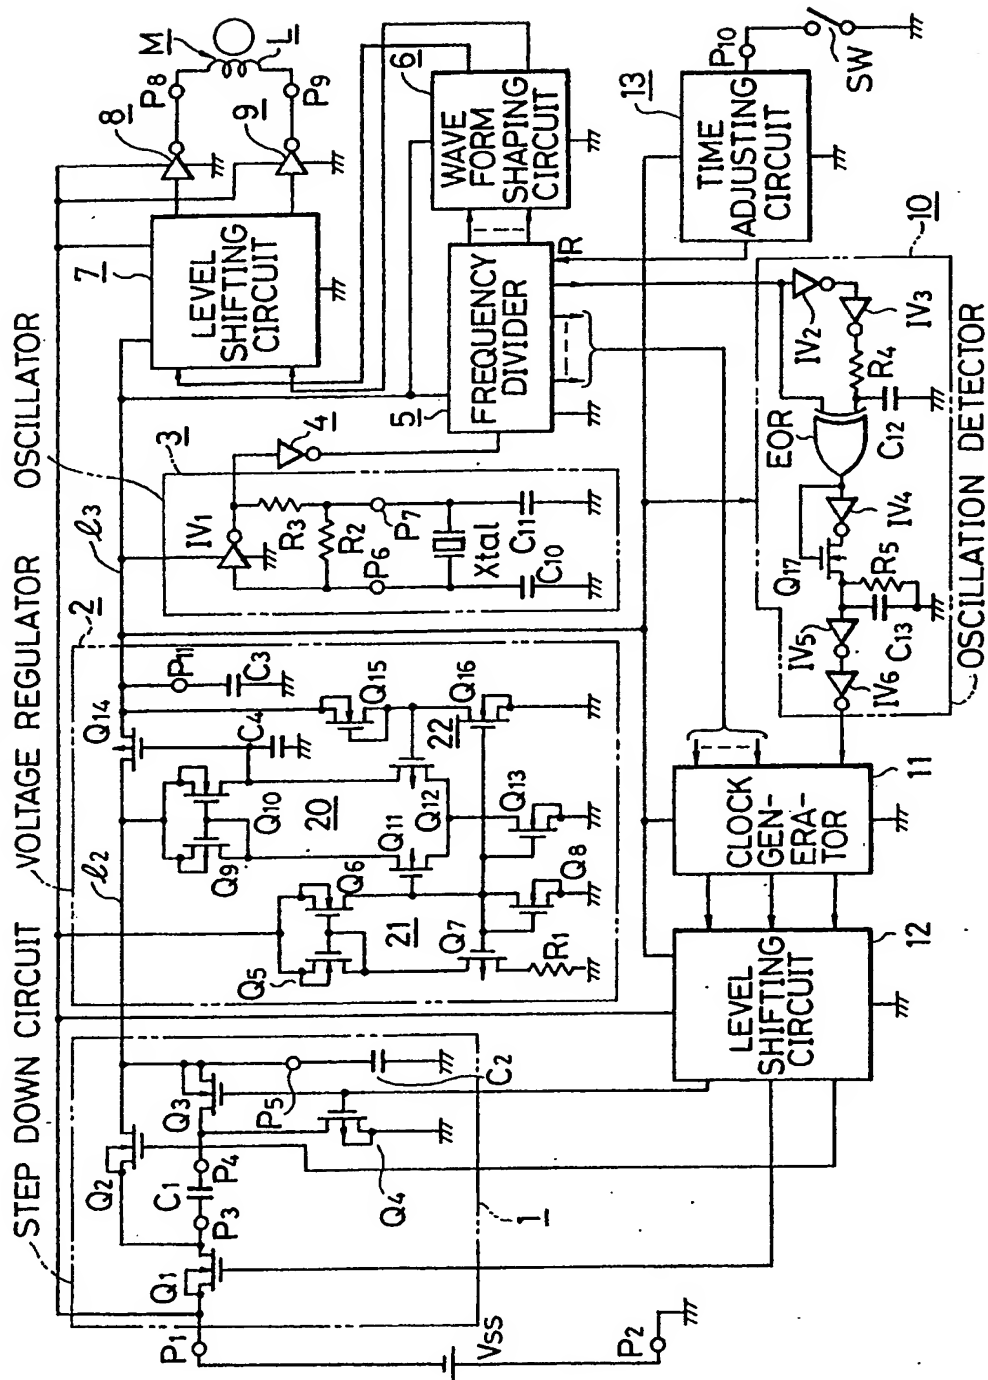 STEP DOWN CIRCUIT
VOLTAGE REGULATOR
OSCILLATOR
P1
P2
VSS
1
Q1
Q2
Q3
Q4
P3
C1
P4
P5
C2
ℓ2
2
Q5
Q6
Q7
Q8
R1
21
Q9
Q10
20
Q11
Q12
Q13
Q14
C4
P11
C3
Q15
22
Q16
ℓ3
3
IV1
R3
R2
P6
P7
Xtal
C10
C11
4
5
FREQUENCY
DIVIDER
R
6
WAVE
FORM
SHAPING
CIRCUIT
7
LEVEL
SHIFTING
CIRCUIT
8
9
P8
P9
M
L
13
TIME
ADJUSTING
CIRCUIT
P10
SW
10
IV2
IV3
R4
C12
EOR
IV4
Q17
R5
C13
IV5
IV6
OSCILLATION DETECTOR
CLOCK
GEN-
ERA-
TOR
11
LEVEL
SHIFTING
CIRCUIT
12